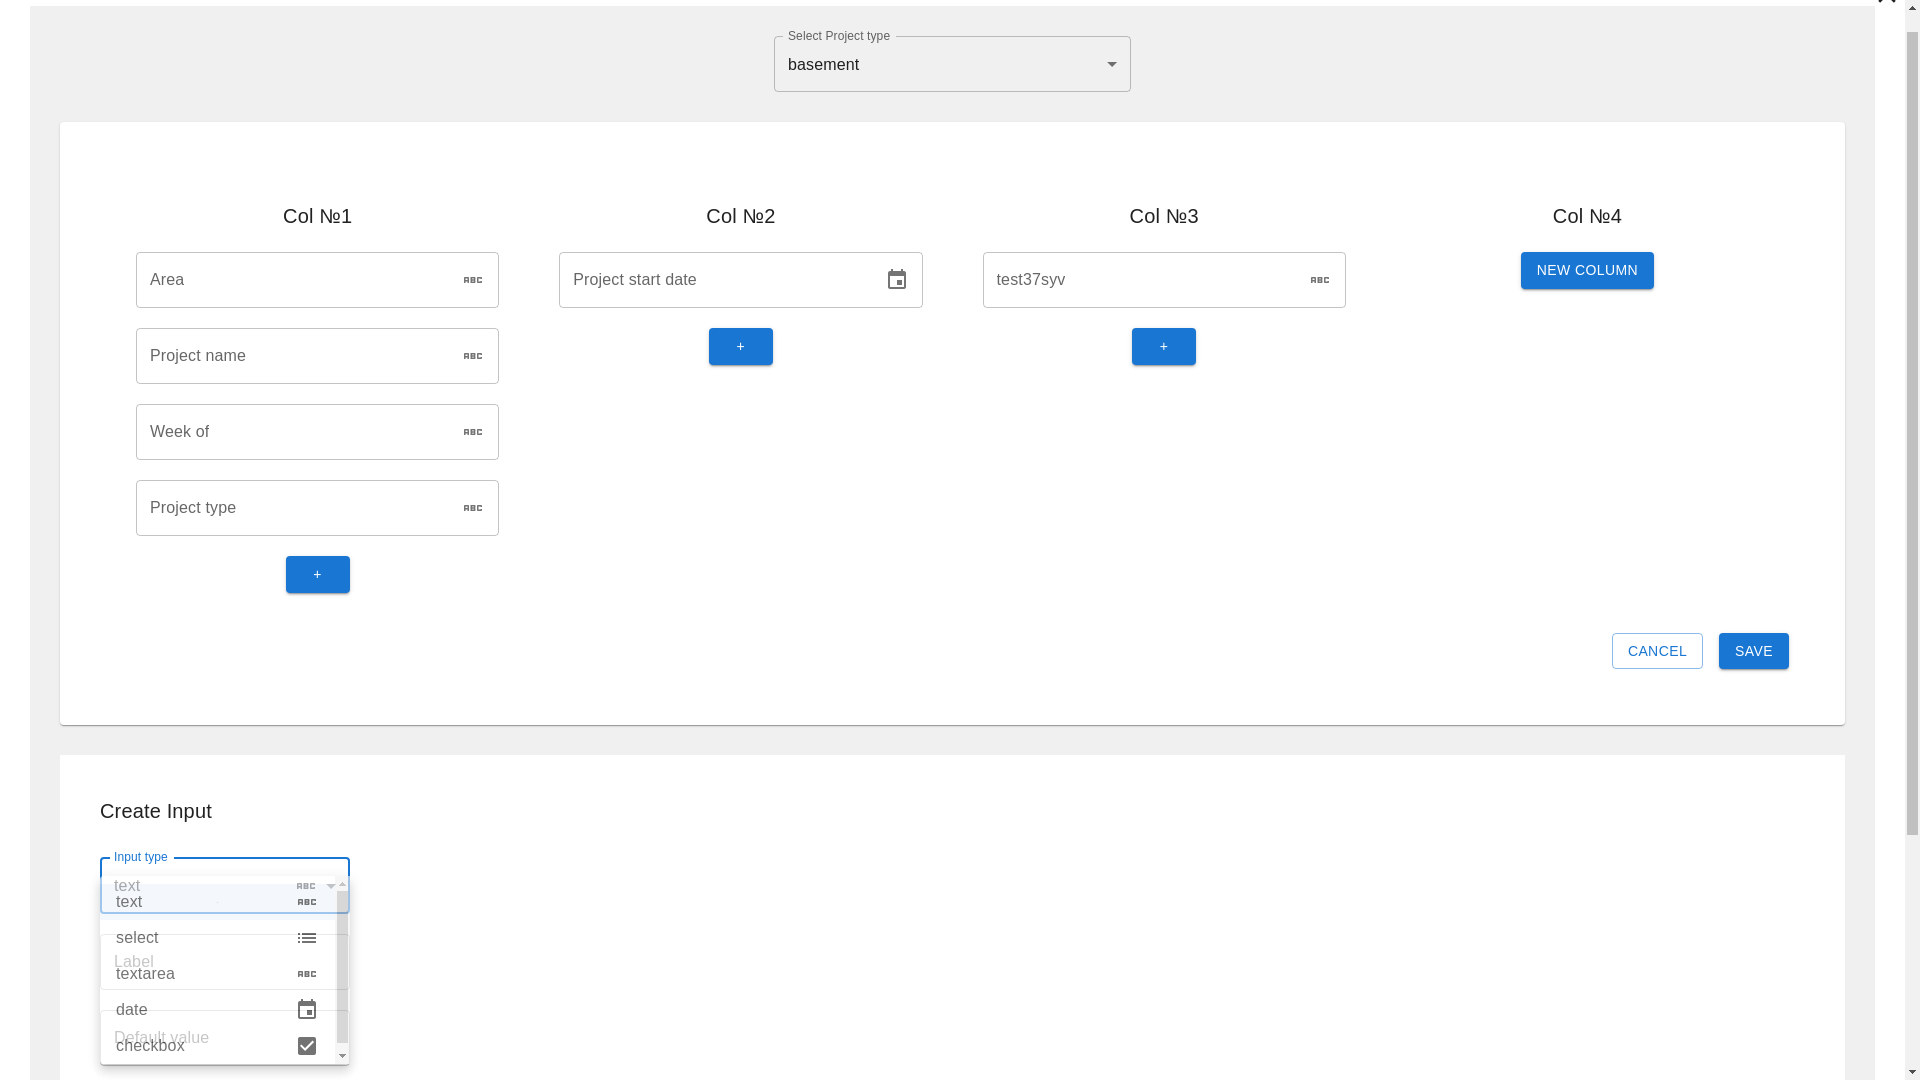 Select Project type
basement
Col №1
Col №2
Col №3
Col №4
Area
ABC
Project start date
test37syv
ABC
NEW COLUMN
Project name
ABC
+
+
Week of
ABC
Project type
ABC
+
CANCEL
SAVE
Create Input
Input type
text
ABC
text
ABC
select
Label
textarea
ABC
date
Default value
checkbox